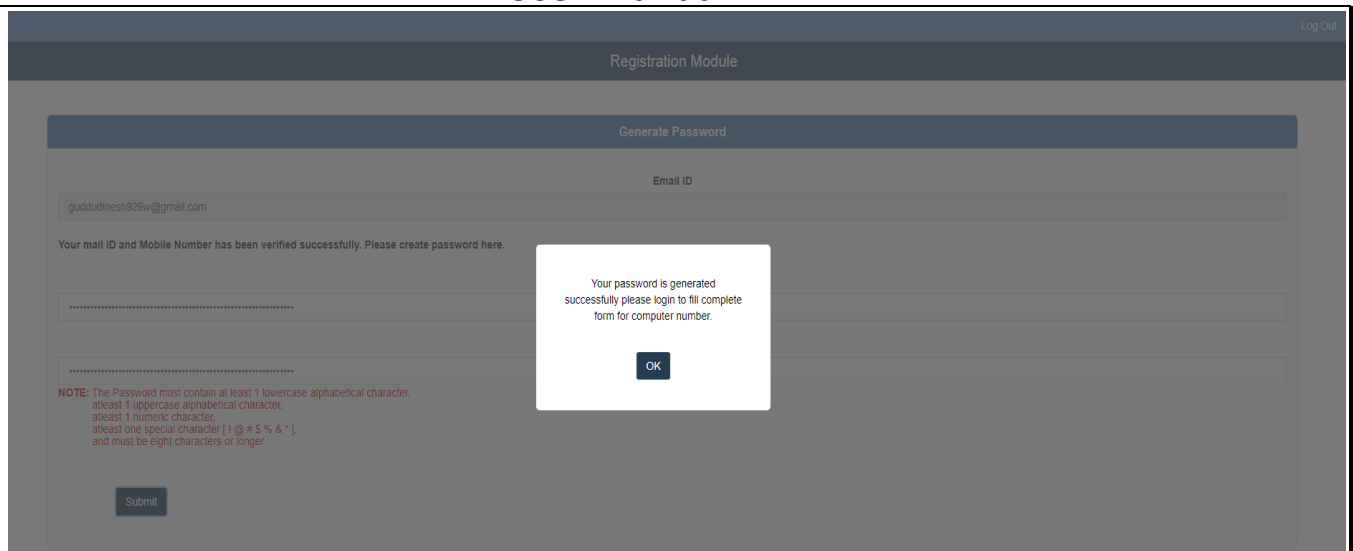 Log Out
Registration Module
Generate Password
Email ID
guddudinesh926w@gmail.com
Your mail ID and Mobile Number has been verified successfully. Please create password here.
Your password is generated
successfully please login to fill complete
form for computer number.
OK
NOTE: The Password must contain at least 1 lowercase alphabetical character,
atleast 1 uppercase alphabetical character,
atleast 1 numeric character,
atleast one special character [ ! @ # $ % & * ],
and must be eight characters or longer.
Submit